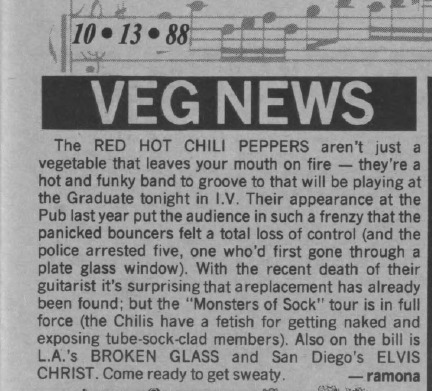 10 • 13 • 88
VEG NEWS
The RED HOT CHILI PEPPERS aren't just a
vegetable that leaves your mouth on fire — they're a
hot and funky band to groove to that will be playing at
the Graduate tonight in I.V. Their appearance at the
Pub last year put the audience in such a frenzy that the
panicked bouncers felt a total loss of control (and the
police arrested five, one who'd first gone through a
plate glass window). With the recent death of their
guitarist it's surprising that areplacement has already
been found; but the "Monsters of Sock" tour is in full
force (the Chilis have a fetish for getting naked and
exposing tube-sock-clad members). Also on the bill is
L.A.'s BROKEN GLASS and San Diego's ELVIS
CHRIST. Come ready to get sweaty. — ramona